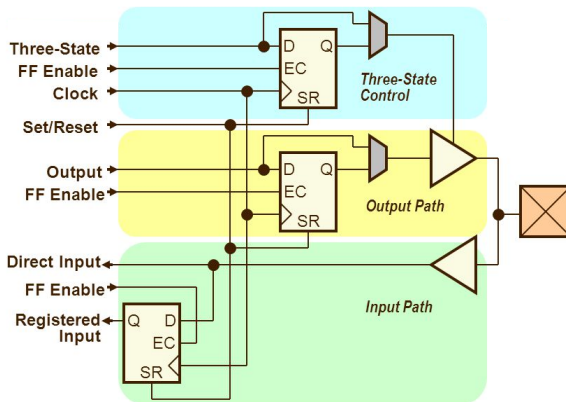 Three-State
FF Enable
Clock
Set/Reset
D Q
EC
SR
Three-State
Control
Output
FF Enable
D Q
EC
SR
Output Path
Direct Input
FF Enable
Registered
Input
Q D
EC
SR
Input Path